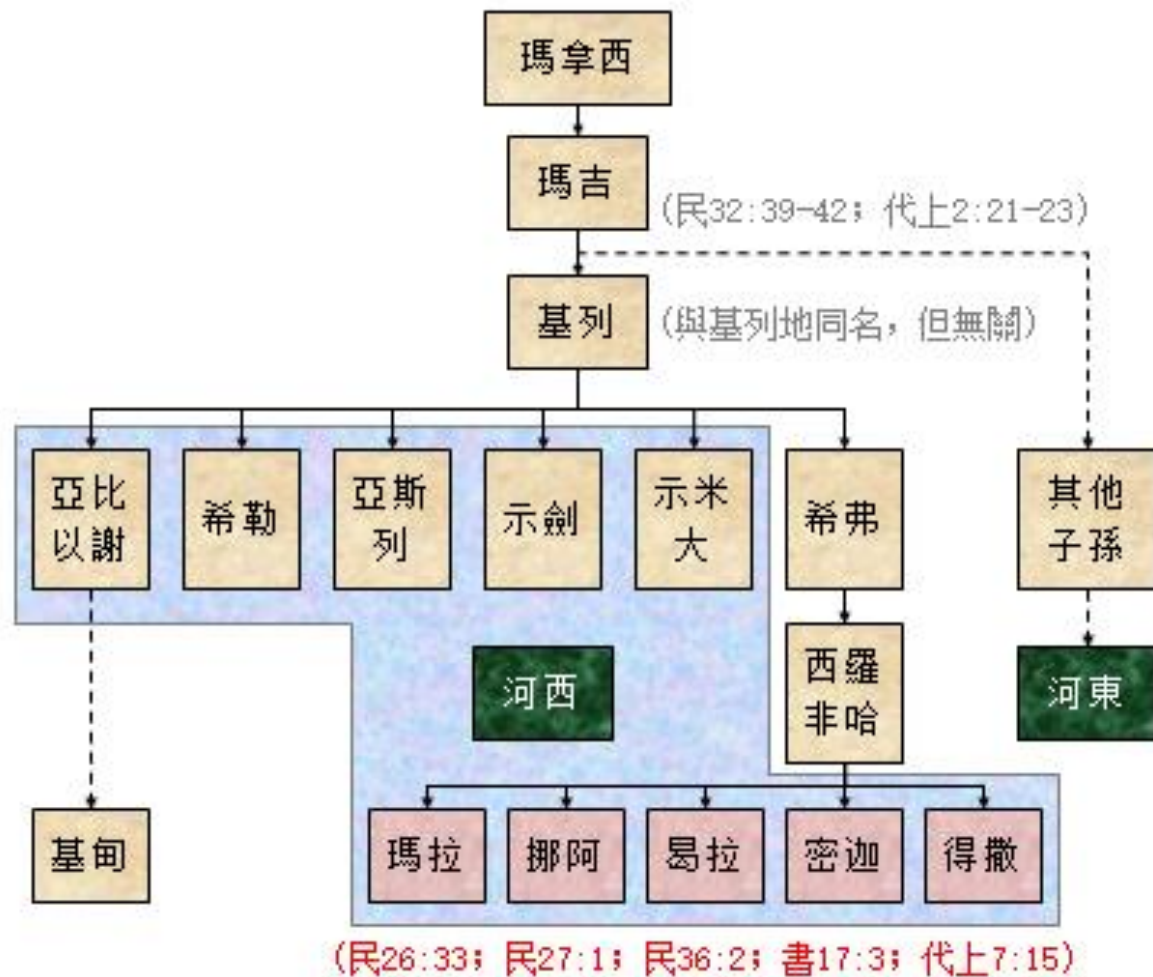 瑪拿西
瑪吉
(民32:39-42；代上2:21-23)
基列
(與基列地同名，但無關)
亞比
以謝
希勒
亞斯
列
示劍
示米
大
希弗
其他
子孫
河西
西羅
非哈
河東
基甸
瑪拉
挪阿
曷拉
密迦
得撒
(民26:33；民27:1；民36:2；書17:3；代上7:15)